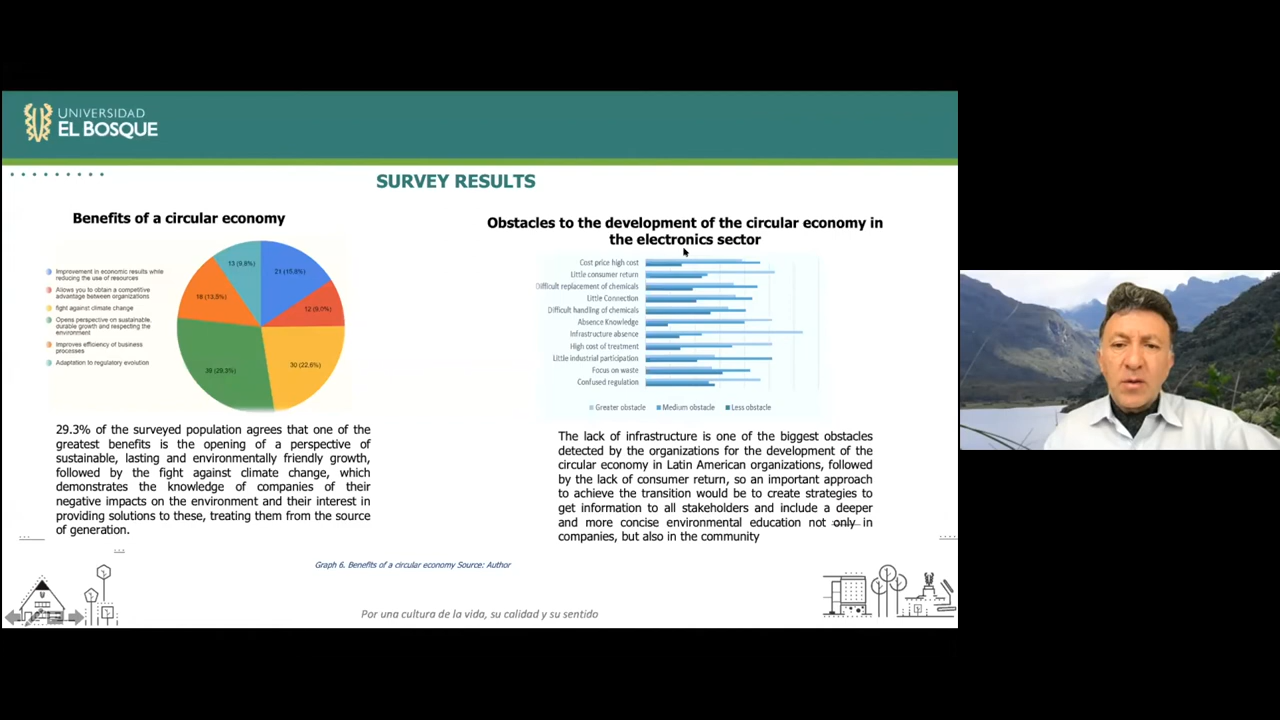 UNIVERSIDAD
EL BOSQUE
SURVEY RESULTS
Benefits of a circular economy
Improvement in economic results while
reducing the use of resources
Allows you to obtain a competitive
advantage between organizations
fight against climate change
Opens perspective on sustainable,
durable growth and respecting the
environment
Improves efficiency of business
processes
Adaptation to regulatory evolution
13 (9.8%)
21 (15.8%)
18 (13.5%)
12 (9.0%)
39 (29.3%)
30 (22.6%)
29.3% of the surveyed population agrees that one of the
greatest benefits is the opening of a perspective of
sustainable, lasting and environmentally friendly growth,
followed by the fight against climate change, which
demonstrates the knowledge of companies of their
negative impacts on the environment and their interest in
providing solutions to these, treating them from the source
of generation.
Obstacles to the development of the circular economy in
the electronics sector
Cost price high cost
Little consumer return
Difficult replacement of chemicals
Little Connection
Difficult handling of chemicals
Absence Knowledge
Infrastructure absence
High cost of treatment
Little industrial participation
Focus on waste
Confused regulation
Greater obstacle Medium obstacle Less obstacle
The lack of infrastructure is one of the biggest obstacles
detected by the organizations for the development of the
circular economy in Latin American organizations, followed
by the lack of consumer return, so an important approach
to achieve the transition would be to create strategies to
get information to all stakeholders and include a deeper
and more concise environmental education not only in
companies, but also in the community
Graph 6. Benefits of a circular economy Source: Author
Por una cultura de la vida, su calidad y su sentido